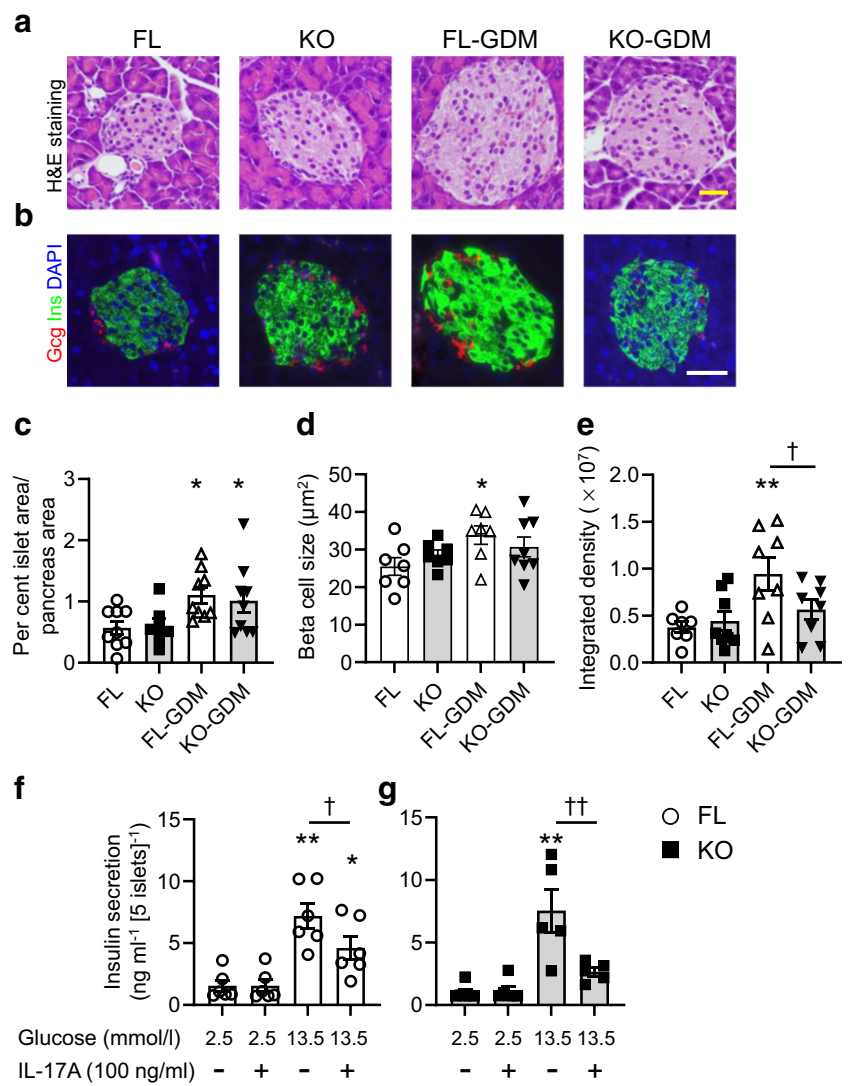 a
FL KO FL-GDM KO-GDM
H&E staining
b
Gcg Ins DAPI
c
Per cent islet area/
pancreas area
3
2
1
0
* *
FL KO FL-GDM KO-GDM
d
Beta cell size (µm²)
50
40
30
20
10
0
*
FL KO FL-GDM KO-GDM
e
Integrated density (×10⁷)
2.0
1.5
1.0
0.5
0.0
†
**
FL KO FL-GDM KO-GDM
f
Insulin secretion
(ng ml⁻¹ [5 islets]⁻¹)
15
10
5
0
†
** *
g
15
10
5
0
††
**
FL
KO
Glucose (mmol/l) 2.5 2.5 13.5 13.5 2.5 2.5 13.5 13.5
IL-17A (100 ng/ml) - + - + - + - +